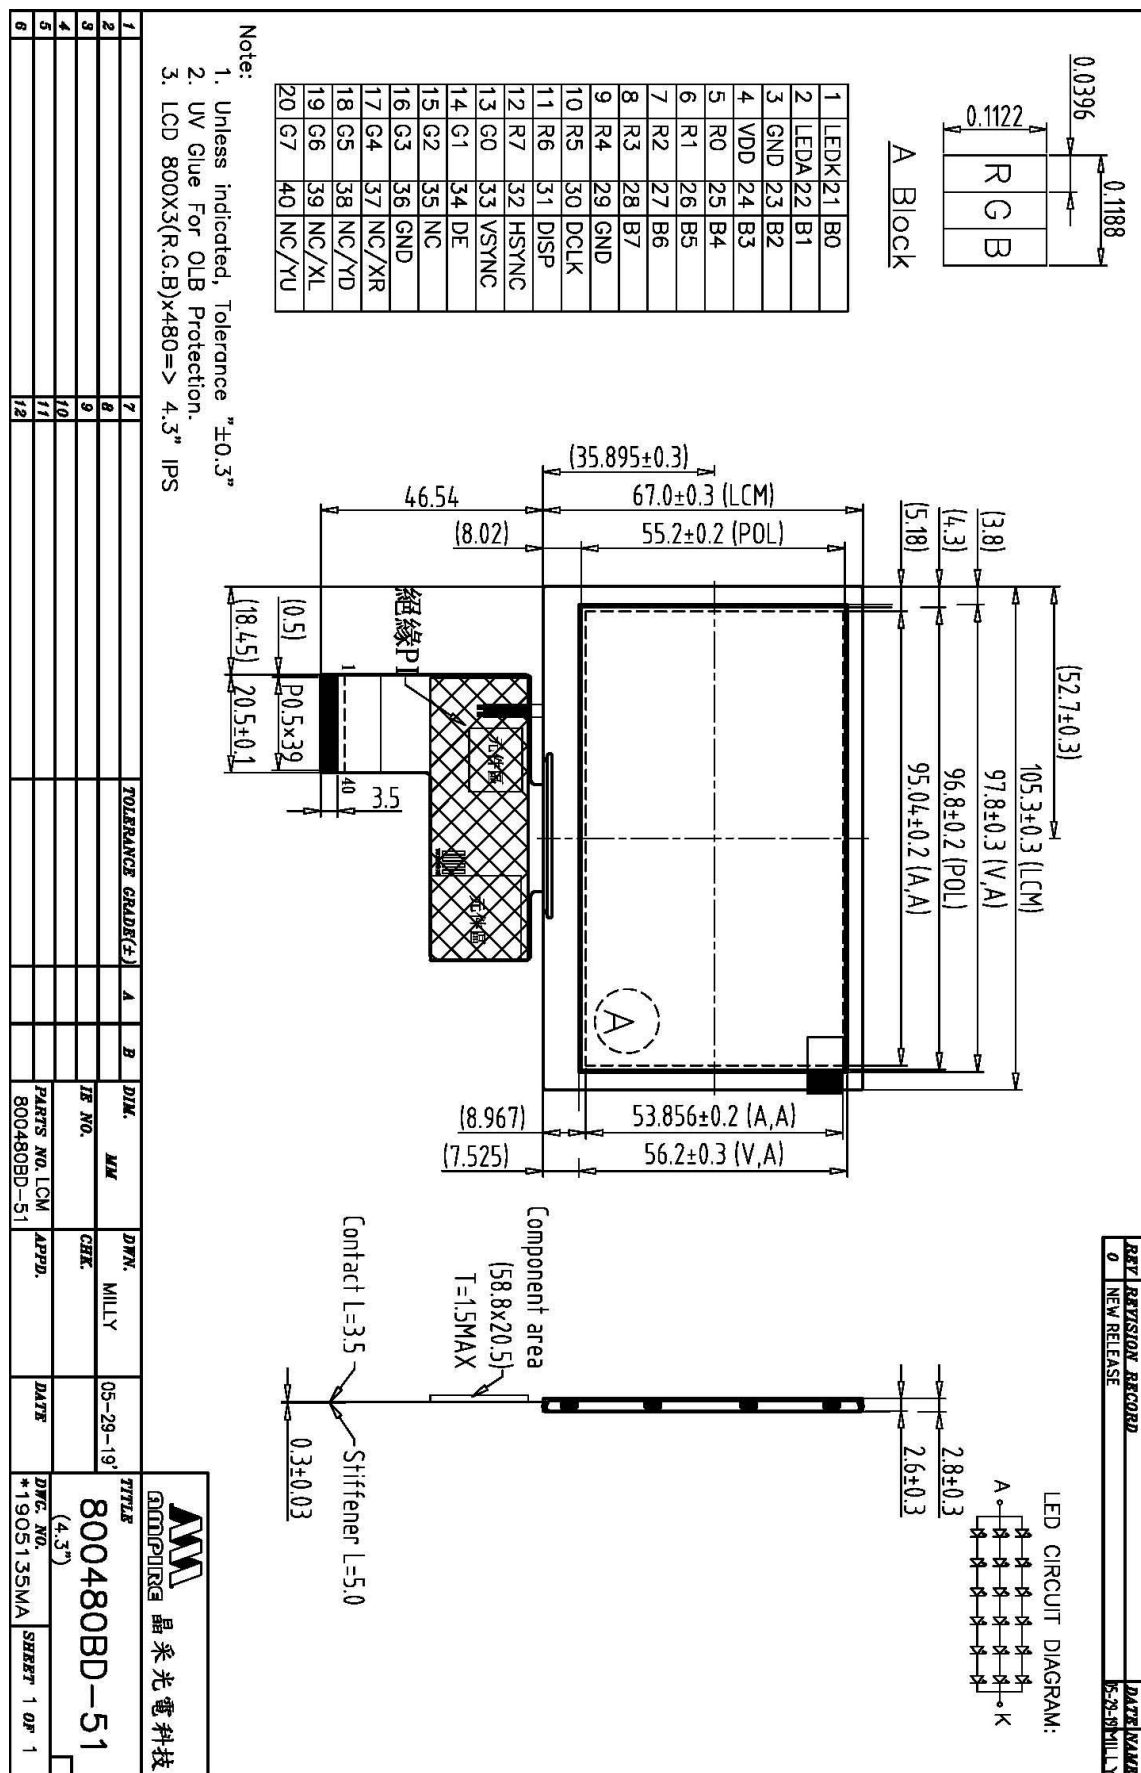 REV REVISION RECORD DATE NAME
0 NEW RELEASE 05-29-19' MILLY
0.0396
0.1188
0.1122
R G B
A Block
LED CIRCUIT DIAGRAM:
A
K
1 LEDK 21 B0
2 LEDA 22 B1
3 GND 23 B2
4 VDD 24 B3
5 R0 25 B4
6 R1 26 B5
7 R2 27 B6
8 R3 28 B7
9 R4 29 GND
10 R5 30 DCLK
11 R6 31 DISP
12 R7 32 HSYNC
13 G0 33 VSYNC
14 G1 34 DE
15 G2 35 NC
16 G3 36 GND
17 G4 37 NC/XR
18 G5 38 NC/YD
19 G6 39 NC/XL
20 G7 40 NC/YU
(52.7±0.3)
105.3±0.3 (LCM)
(3.8)
97.8±0.3 (V,A)
(4.3)
96.8±0.2 (POL)
(5.18)
95.04±0.2 (A,A)
(35.895±0.3)
67.0±0.3 (LCM)
55.2±0.2 (POL)
(8.02)
46.54
53.856±0.2 (A,A)
(8.967)
56.2±0.3 (V,A)
(7.525)
A
絕緣PI
元件區
元件區
1
40
3.5
(0.5)
P0.5x39
(18.45)
20.5±0.1
2.8±0.3
2.6±0.3
Component area
(58.8x20.5)
T=1.5MAX
Contact L=3.5
Stiffener L=5.0
0.3±0.03
Note:
1. Unless indicated, Tolerance "±0.3"
2. UV Glue For OLB Protection.
3. LCD 800X3(R.G.B)x480=> 4.3" IPS
AMPIRE 晶采光電科技
1 7 TOLERANCE GRADE(±) A B
2 8
3 9
4 10
5 11
6 12
DIM. MM
DWN. MILLY 05-29-19'
TITLE
800480BD-51
(4.3")
IE NO.
CHK.
PARTS NO. LCM
800480BD-51
APPD.
DATE
DWG. NO.
*1905135MA
SHEET 1 OF 1